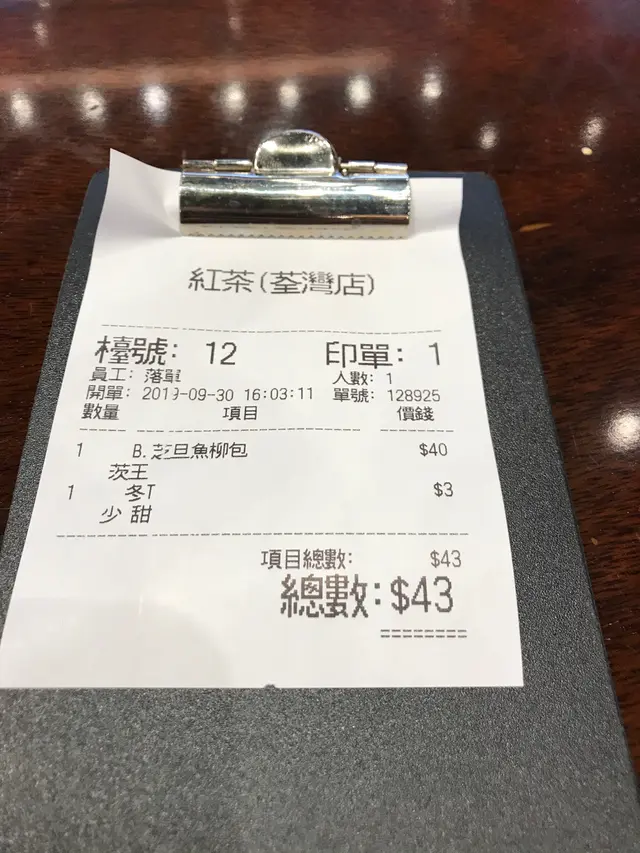 紅茶(荃灣店)
檯號: 12 印單: 1
員工: 落單 人數: 1
開單: 2019-09-30 16:03:11 單號: 128925
數量 項目 價錢
1 B. 芝旦魚柳包 $40
茨王
1 冬T $3
少甜
項目總數: $43
總數: $43
========